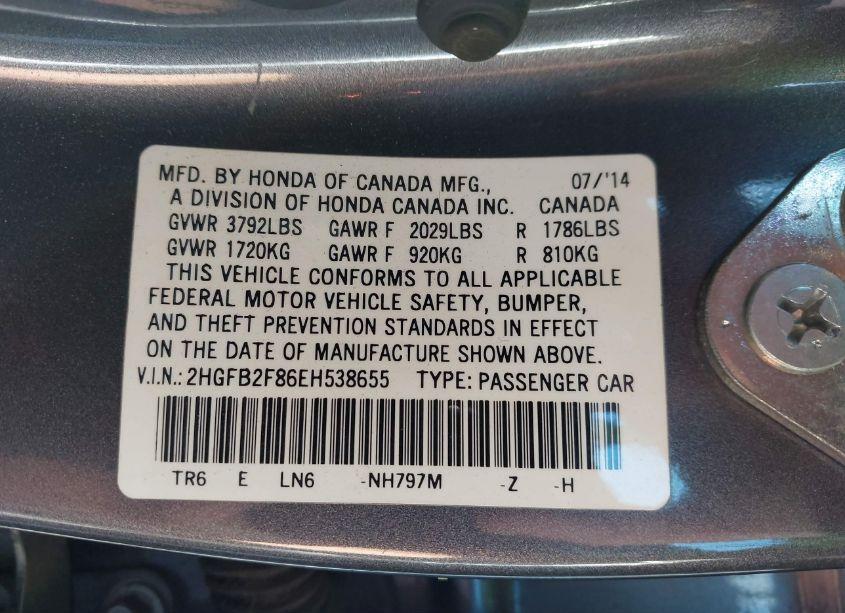 MFD. BY HONDA OF CANADA MFG., 07/'14
A DIVISION OF HONDA CANADA INC. CANADA
GVWR 3792LBS GAWR F 2029LBS R 1786LBS
GVWR 1720KG GAWR F 920KG R 810KG
THIS VEHICLE CONFORMS TO ALL APPLICABLE
FEDERAL MOTOR VEHICLE SAFETY, BUMPER,
AND THEFT PREVENTION STANDARDS IN EFFECT
ON THE DATE OF MANUFACTURE SHOWN ABOVE.
V.I.N.: 2HGFB2F86EH538655 TYPE: PASSENGER CAR
TR6 E LN6 -NH797M -Z -H